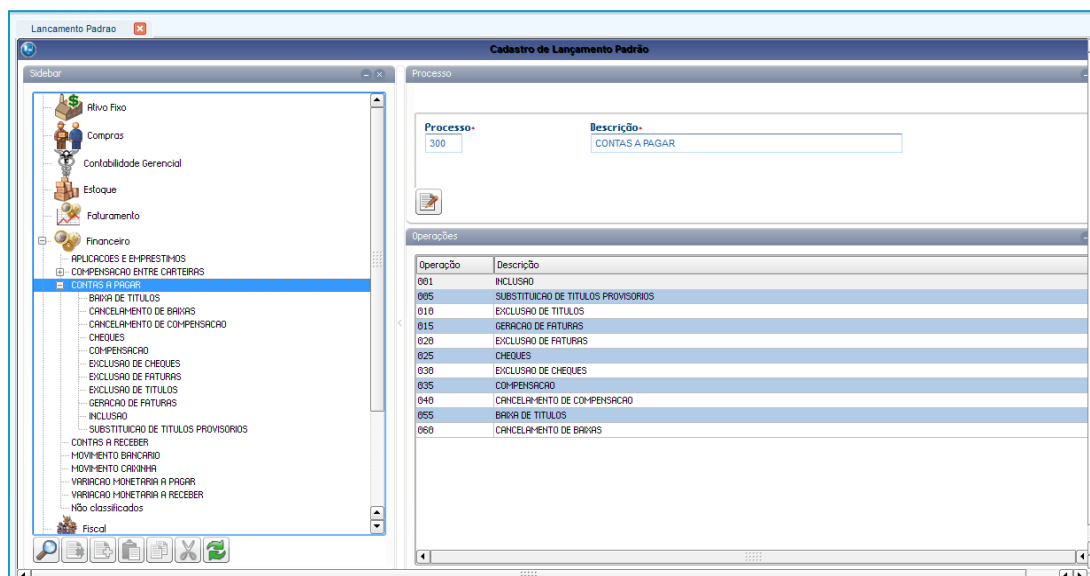 Lancamento Padrao
Cadastro de Lançamento Padrão
Sidebar
Ativo Fixo
Compras
Contabilidade Gerencial
Estoque
Faturamento
Financeiro
APLICACOES E EMPRESTIMOS
COMPENSACAO ENTRE CARTEIRAS
CONTAS A PAGAR
BAIXA DE TITULOS
CANCELAMENTO DE BAIXAS
CANCELAMENTO DE COMPENSACAO
CHEQUES
COMPENSACAO
EXCLUSAO DE CHEQUES
EXCLUSAO DE FATURAS
EXCLUSAO DE TITULOS
GERACAO DE FATURAS
INCLUSAO
SUBSTITUICAO DE TITULOS PROVISORIOS
CONTAS A RECEBER
MOVIMENTO BANCARIO
MOVIMENTO CAIXINHA
VARIACAO MONETARIA A PAGAR
VARIACAO MONETARIA A RECEBER
Não classificados
Fiscal
Processo
Processo* Descrição*
300 CONTAS A PAGAR
Operações
Operação Descrição
001 INCLUSAO
005 SUBSTITUICAO DE TITULOS PROVISORIOS
010 EXCLUSAO DE TITULOS
015 GERACAO DE FATURAS
020 EXCLUSAO DE FATURAS
025 CHEQUES
030 EXCLUSAO DE CHEQUES
035 COMPENSACAO
040 CANCELAMENTO DE COMPENSACAO
055 BAIXA DE TITULOS
060 CANCELAMENTO DE BAIXAS